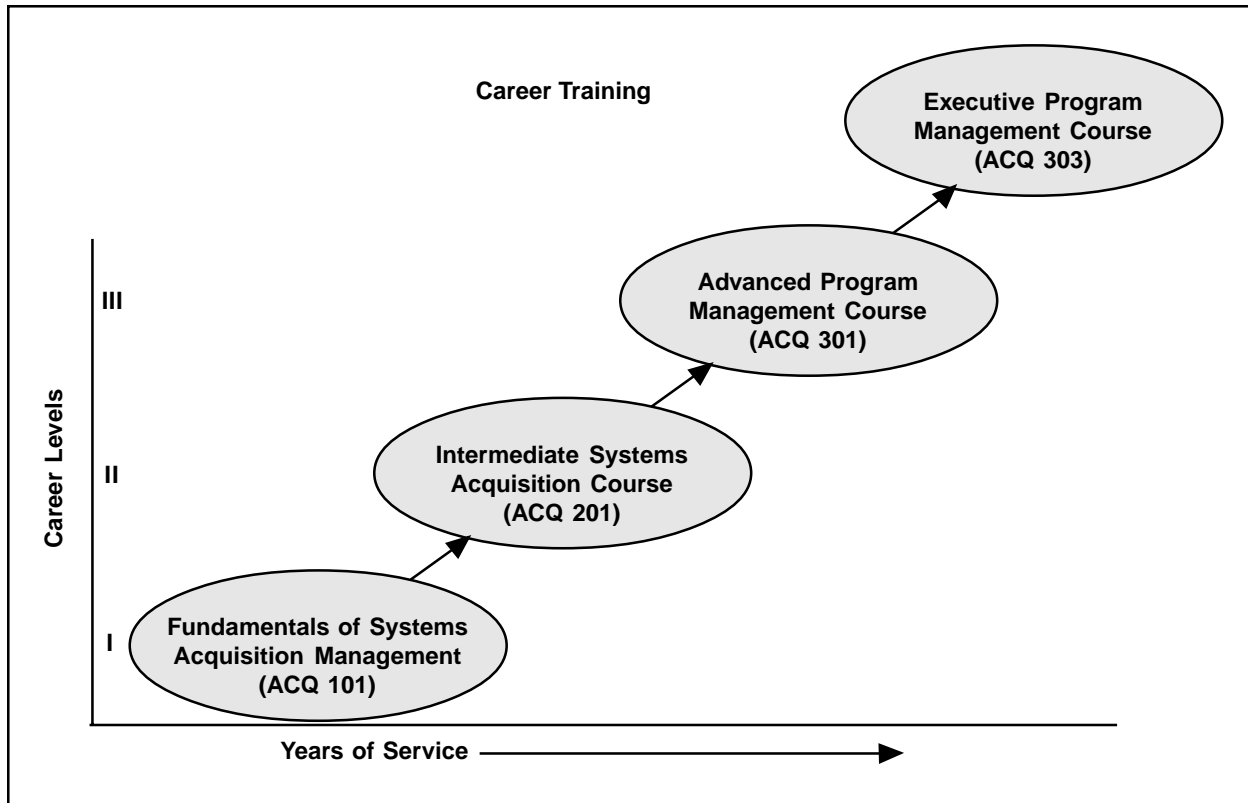 Career Training
Executive Program
Management Course
(ACQ 303)
Advanced Program
Management Course
(ACQ 301)
Intermediate Systems
Acquisition Course
(ACQ 201)
Fundamentals of Systems
Acquisition Management
(ACQ 101)
Career Levels
III
II
I
Years of Service